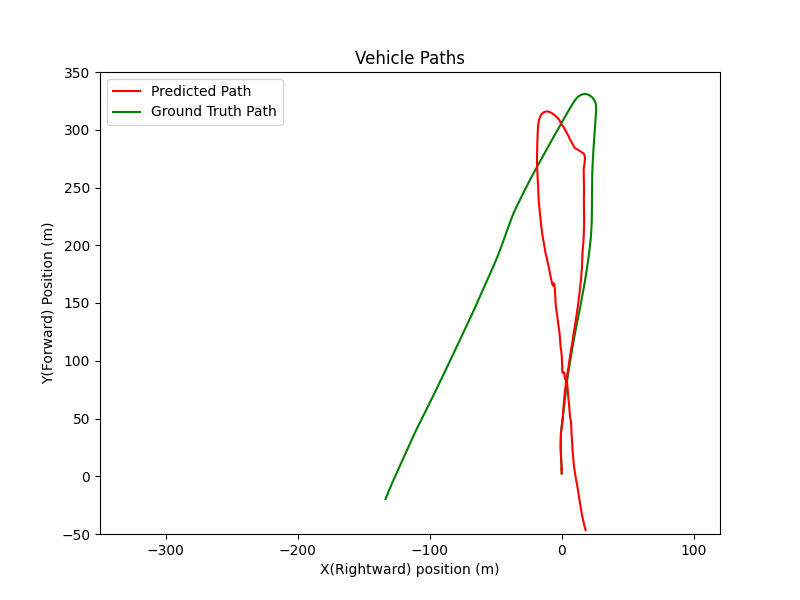 Vehicle Paths
Predicted Path
Ground Truth Path
Y(Forward) Position (m)
350
300
250
200
150
100
50
0
−50
−300
−200
−100
0
100
X(Rightward) position (m)